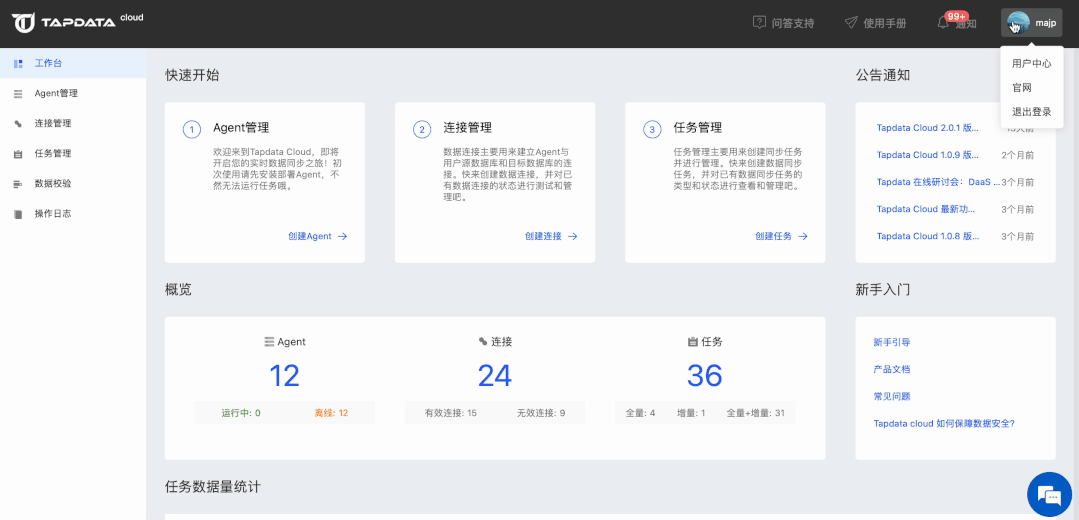 TAPDATA cloud
问答支持
使用手册
99+
通知
majp
用户中心
官网
退出登录
工作台
Agent管理
连接管理
任务管理
数据校验
操作日志
快速开始
1
Agent管理
欢迎来到Tapdata Cloud，即将
开启您的实时数据同步之旅！初
次使用请先安装部署Agent，不
然无法运行任务哦。
创建Agent →
2
连接管理
数据连接主要用来建立Agent与
用户源数据库和目标数据库的连
接。快来创建数据连接，并对已
有数据连接的状态进行测试和管
理吧。
创建连接 →
3
任务管理
任务管理主要用来创建同步任务
并进行管理。快来创建数据同步
任务，并对已有数据同步任务的
类型和状态进行查看和管理吧。
创建任务 →
公告通知
Tapdata Cloud 2.0.1 版...
Tapdata Cloud 1.0.9 版... 2个月前
Tapdata 在线研讨会：DaaS ... 3个月前
Tapdata Cloud 最新功... 3个月前
Tapdata Cloud 1.0.8 版... 3个月前
概览
Agent
12
运行中: 0 离线: 12
连接
24
有效连接: 15 无效连接: 9
任务
36
全量: 4 增量: 1 全量+增量: 31
新手入门
新手引导
产品文档
常见问题
Tapdata cloud 如何保障数据安全?
任务数据量统计